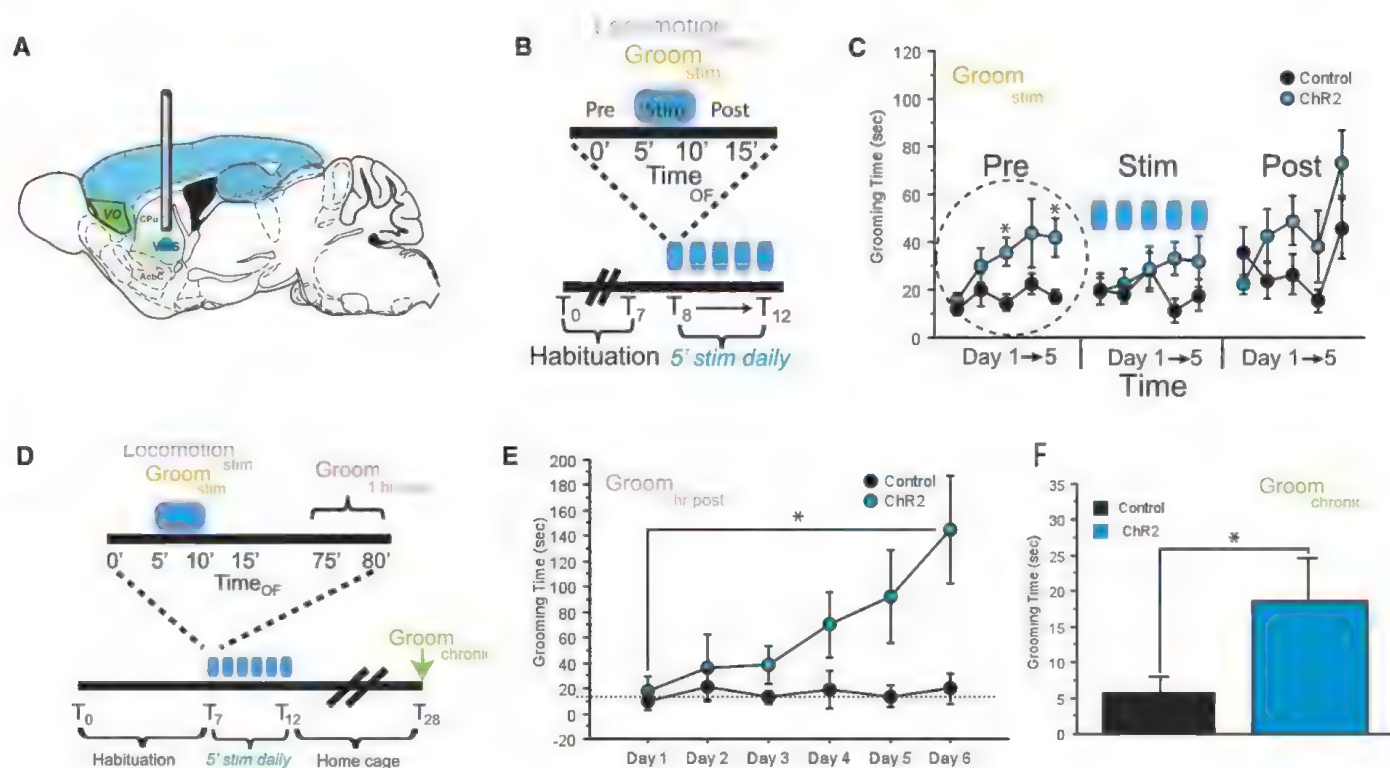 A
VO
CPu
AcbC
B
Groom
stim
Pre Stim Post
0' 5' 10' 15'
Time
OF
T0 T7 T8 T12
Habituation 5' stim daily
C
Groom
stim
Control
ChR2
Grooming Time (sec)
120
100
80
60
40
20
0
Pre Stim Post
* *
Day 1→5 Day 1→5 Day 1→5
Time
D
Locomotion
stim
Groom
stim
Groom
0' 5' 10' 15' 75' 80'
TimeOF
Groom
T0 T7 T12 T28
Habituation 5' stim daily Home cage
E
Groom
hr post
Control
ChR2
*
Grooming Time (sec)
200
180
160
140
120
100
80
60
40
20
0
-20
Day 1 Day 2 Day 3 Day 4 Day 5 Day 6
F
Groom
Control
ChR2
*
Grooming Time (sec)
35
30
25
20
15
10
5
0